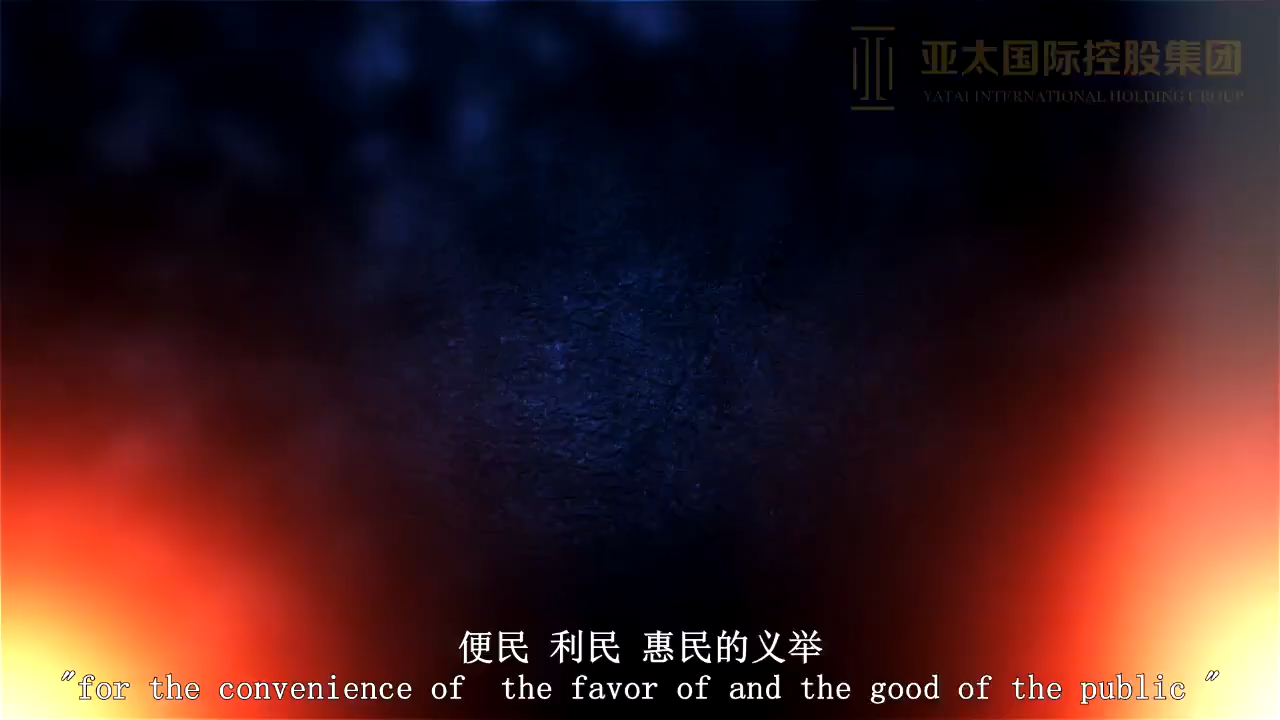 亚太国际控股集团
YATAI INTERNATIONAL HOLDING GROUP
便民 利民 惠民的义举
"for the convenience of  the favor of and the good of the public "